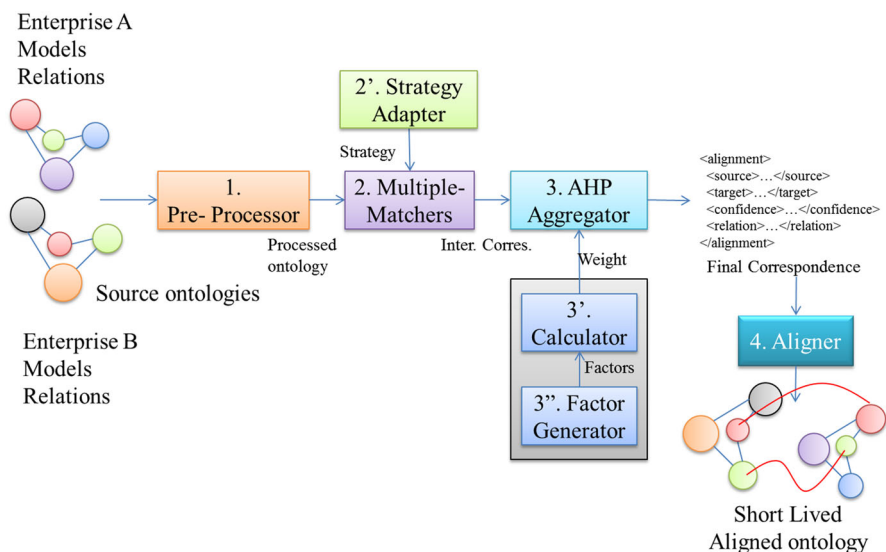 Enterprise A
Models
Relations
2’. Strategy
Adapter
Strategy
1.
Pre- Processor
2. Multiple-
Matchers
3. AHP
Aggregator
<alignment>
<source>…</source>
<target>…</target>
<confidence>…</confidence>
<relation>…</relation>
</alignment>
Processed
ontology
Inter. Corres.
Weight
Final Correspondence
Source ontologies
3’.
Calculator
Factors
3’’. Factor
Generator
4. Aligner
Enterprise B
Models
Relations
Short Lived
Aligned ontology